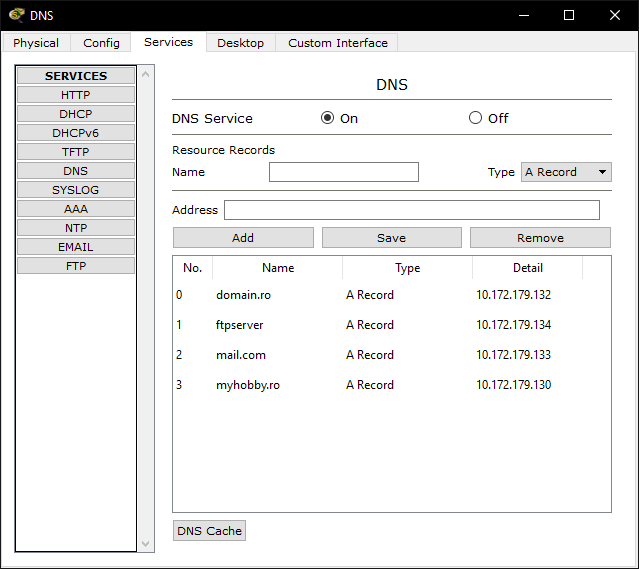 DNS
Physical Config Services Desktop Custom Interface
SERVICES
HTTP
DHCP
DHCPv6
TFTP
DNS
SYSLOG
AAA
NTP
EMAIL
FTP
DNS
DNS Service On Off
Resource Records
Name Type A Record
Address
Add Save Remove
No. Name Type Detail
0 domain.ro A Record 10.172.179.132
1 ftpserver A Record 10.172.179.134
2 mail.com A Record 10.172.179.133
3 myhobby.ro A Record 10.172.179.130
DNS Cache